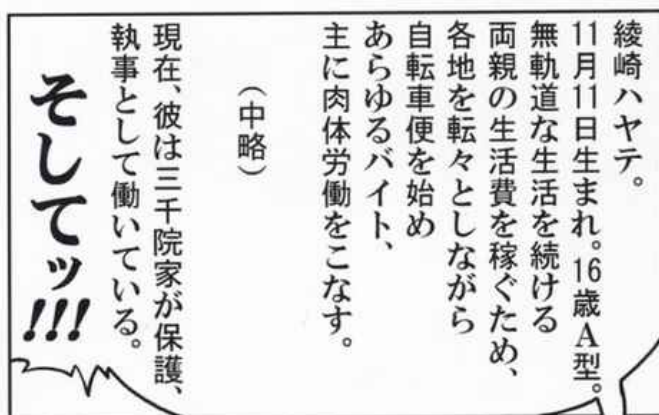 綾崎ハヤテ。
11月11日生まれ。16歳A型。
無軌道な生活を続ける
両親の生活費を稼ぐため、
各地を転々としながら
自転車便を始め
あらゆるバイト、
主に肉体労働をこなす。
（中略）
現在、彼は三千院家が保護、
執事として働いている。
そしてッ!!!